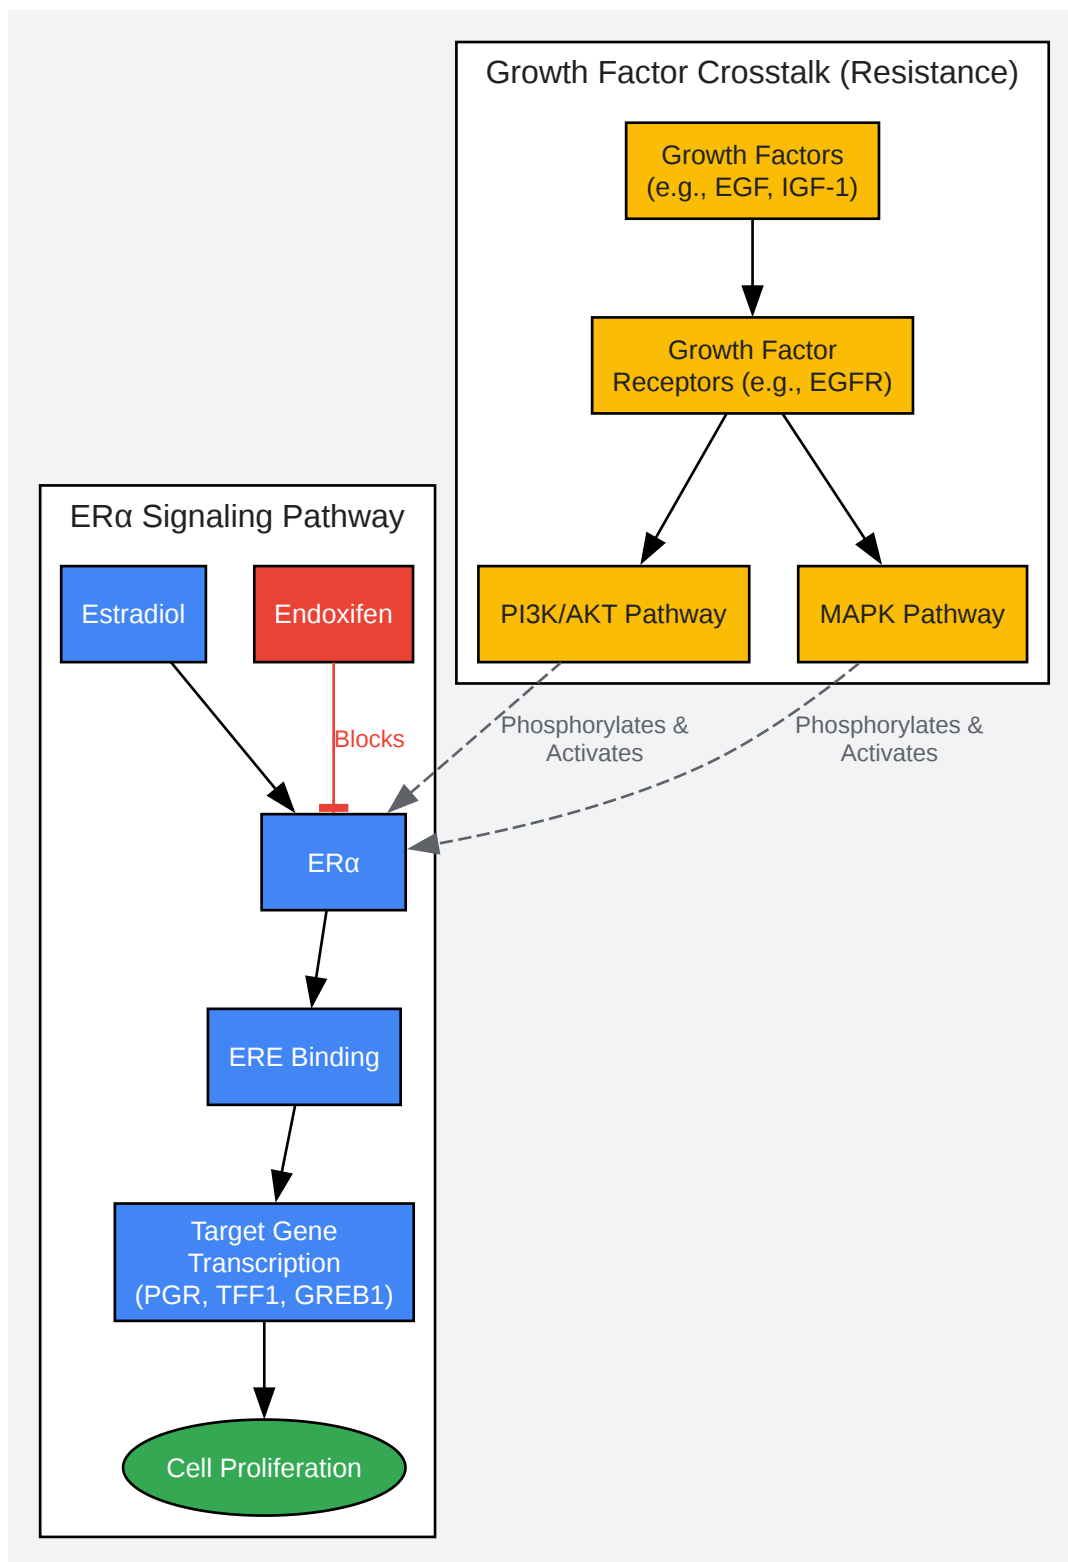 Growth Factor Crosstalk (Resistance)
Growth Factors
(e.g., EGF, IGF-1)
Growth Factor
Receptors (e.g., EGFR)
PI3K/AKT Pathway
MAPK Pathway
Phosphorylates &
Activates
Phosphorylates &
Activates
ERα Signaling Pathway
Estradiol
Endoxifen
Blocks
ERα
ERE Binding
Target Gene
Transcription
(PGR, TFF1, GREB1)
Cell Proliferation